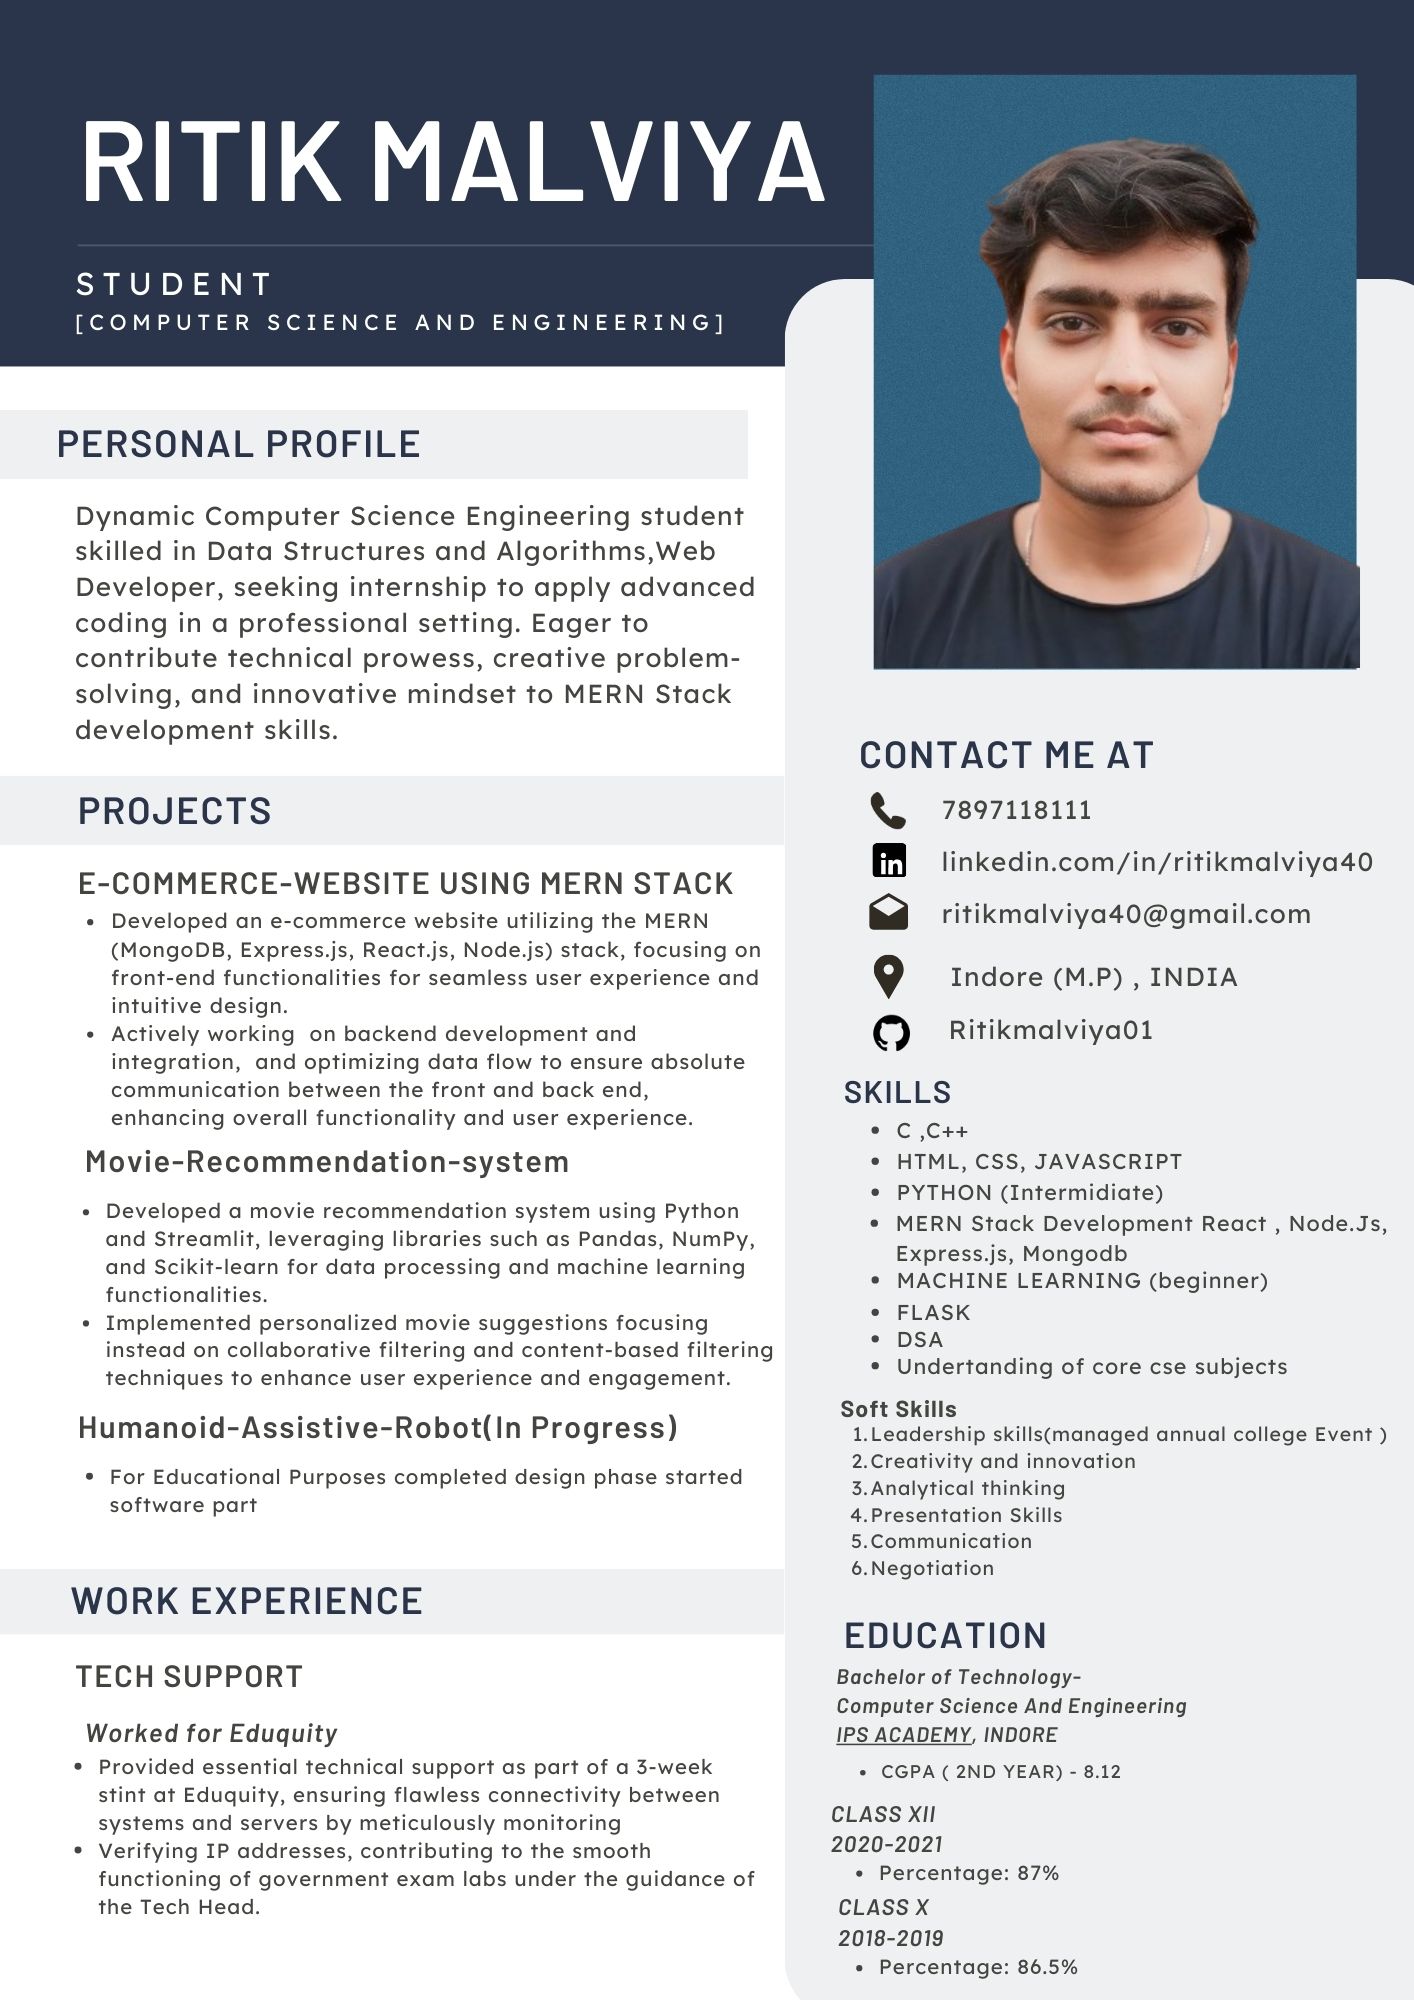 RITIK MALVIYA
STUDENT
[COMPUTER SCIENCE AND ENGINEERING]
PERSONAL PROFILE
Dynamic Computer Science Engineering student
skilled in Data Structures and Algorithms,Web
Developer, seeking internship to apply advanced
coding in a professional setting. Eager to
contribute technical prowess, creative problem-
solving, and innovative mindset to MERN Stack
development skills.
PROJECTS
E-COMMERCE-WEBSITE USING MERN STACK
• Developed an e-commerce website utilizing the MERN
(MongoDB, Express.js, React.js, Node.js) stack, focusing on
front-end functionalities for seamless user experience and
intuitive design.
• Actively working  on backend development and
integration,  and optimizing data flow to ensure absolute
communication between the front and back end,
enhancing overall functionality and user experience.
Movie-Recommendation-system
• Developed a movie recommendation system using Python
and Streamlit, leveraging libraries such as Pandas, NumPy,
and Scikit-learn for data processing and machine learning
functionalities.
• Implemented personalized movie suggestions focusing
instead on collaborative filtering and content-based filtering
techniques to enhance user experience and engagement.
Humanoid-Assistive-Robot(In Progress)
• For Educational Purposes completed design phase started
software part
WORK EXPERIENCE
TECH SUPPORT
Worked for Eduquity
• Provided essential technical support as part of a 3-week
stint at Eduquity, ensuring flawless connectivity between
systems and servers by meticulously monitoring
• Verifying IP addresses, contributing to the smooth
functioning of government exam labs under the guidance of
the Tech Head.
CONTACT ME AT
7897118111
linkedin.com/in/ritikmalviya40
ritikmalviya40@gmail.com
Indore (M.P) , INDIA
Ritikmalviya01
SKILLS
• C ,C++
• HTML, CSS, JAVASCRIPT
• PYTHON (Intermidiate)
• MERN Stack Development React , Node.Js,
Express.js, Mongodb
• MACHINE LEARNING (beginner)
• FLASK
• DSA
• Undertanding of core cse subjects
Soft Skills
1. Leadership skills(managed annual college Event )
2. Creativity and innovation
3. Analytical thinking
4. Presentation Skills
5. Communication
6. Negotiation
EDUCATION
Bachelor of Technology-
Computer Science And Engineering
IPS ACADEMY, INDORE
• CGPA ( 2ND YEAR) - 8.12
CLASS XII
2020-2021
• Percentage: 87%
CLASS X
2018-2019
• Percentage: 86.5%